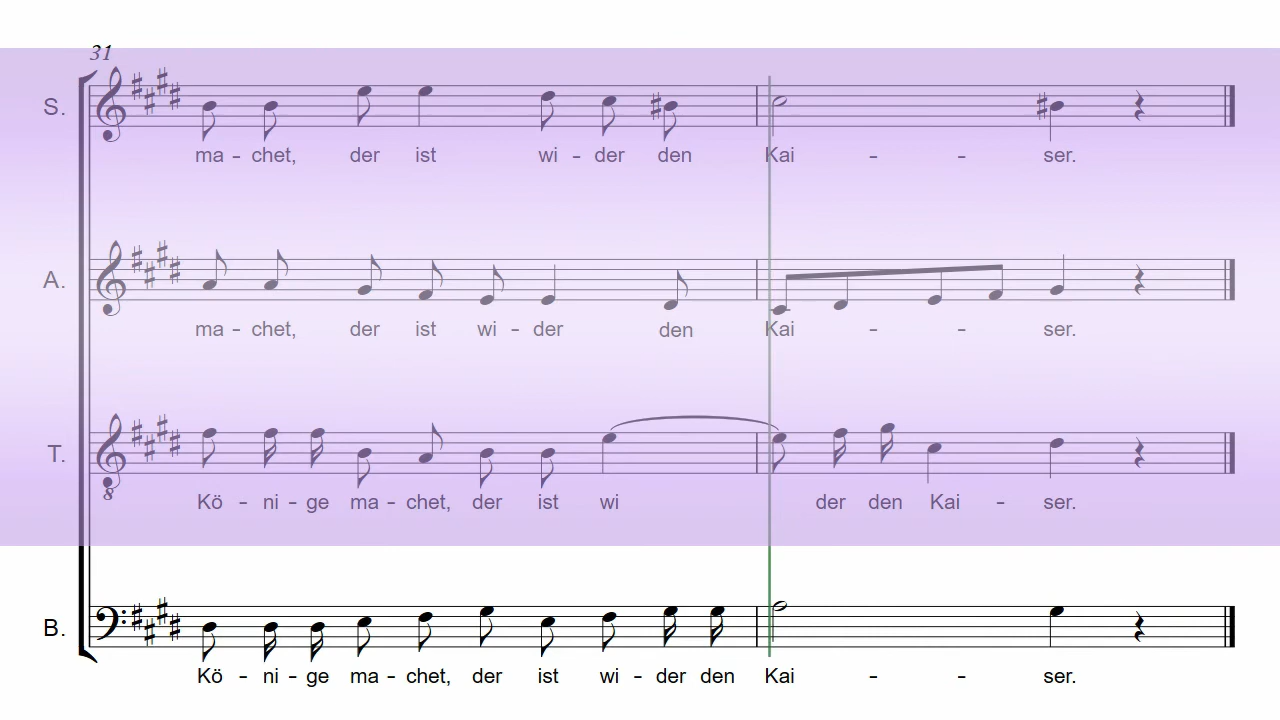 31
S.
ma - chet, der ist wi - der den Kai - - ser.
A.
ma - chet, der ist wi - der den Kai - - ser.
T.
8
Kö - ni - ge ma - chet, der ist wi der den Kai - ser.
B.
Kö - ni - ge ma - chet, der ist wi - der den Kai - - ser.